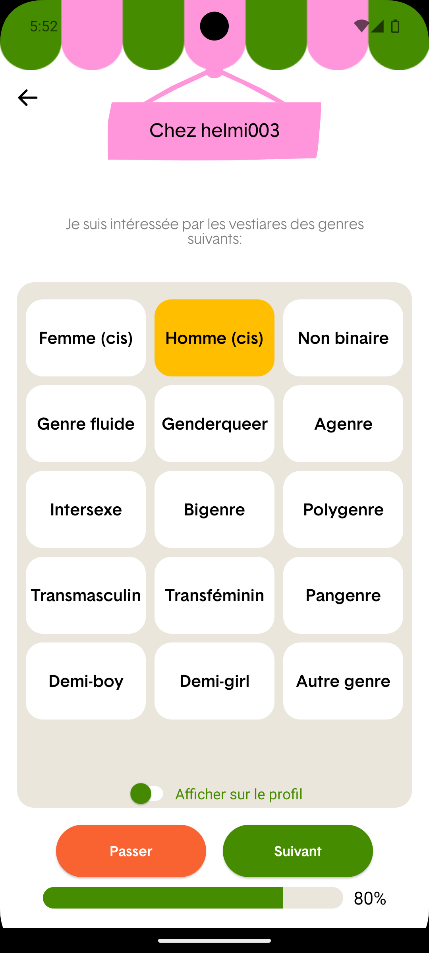 5:52
Chez helmi003
Je suis intéressée par les vestiares des genres
suivants:
Femme (cis) Homme (cis) Non binaire
Genre fluide Genderqueer Agenre
Intersexe Bigenre Polygenre
Transmasculin Transféminin Pangenre
Demi-boy Demi-girl Autre genre
Afficher sur le profil
Passer Suivant
80%